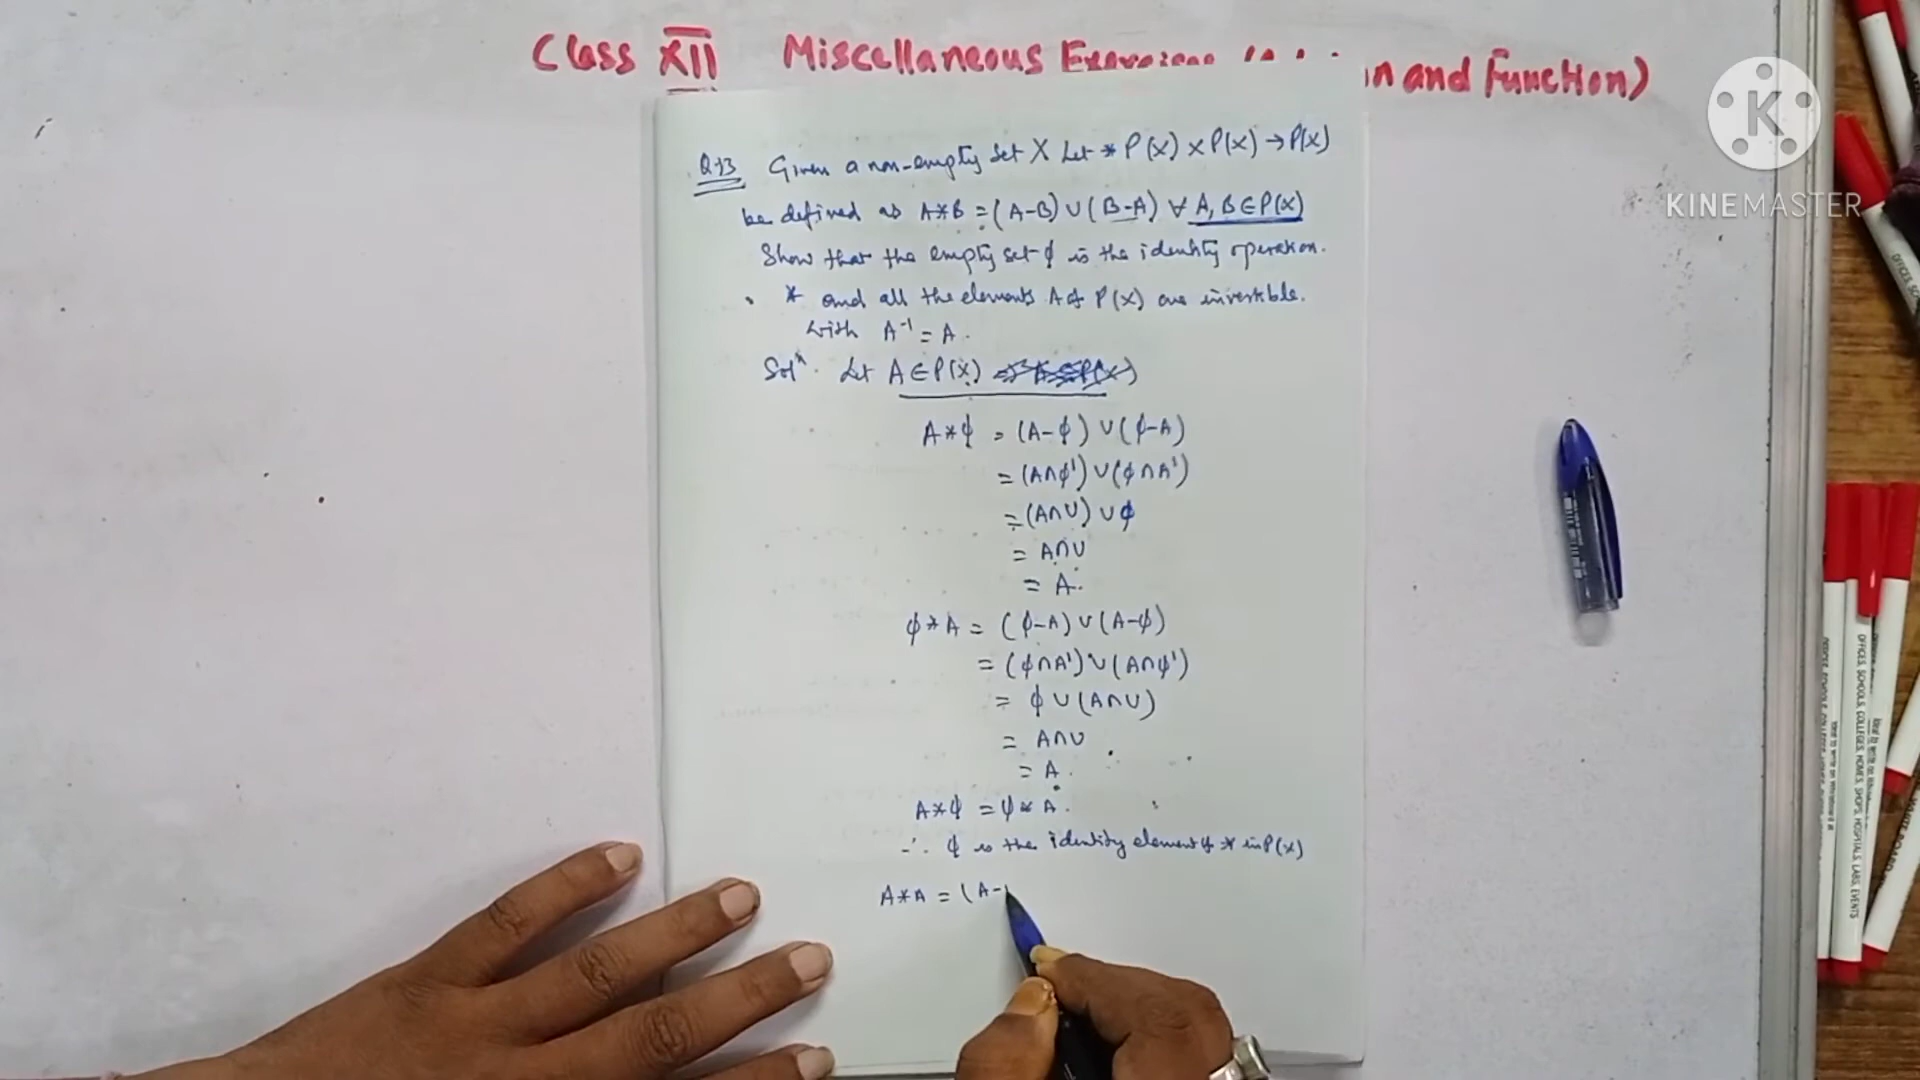 Class XII Miscellaneous Exercise n and Function)
K
KINEMASTER
Q.13 Given a non-empty set X Let * P(X) × P(X) → P(X)
be defined as A*B = (A-B) ∪ (B-A) ∀ A, B ∈ P(X)
Show that the empty set ϕ is the identity operation.
* and all the elements A of P(X) are invertible.
with A⁻¹ = A.
Solⁿ. Let A ∈ P(X)
A*ϕ = (A-ϕ) ∪ (ϕ-A)
= (A∩ϕ') ∪ (ϕ∩A')
= (A∩U) ∪ ϕ
= A∩U
= A.
ϕ*A = (ϕ-A) ∪ (A-ϕ)
= (ϕ∩A') ∪ (A∩ϕ')
= ϕ ∪ (A∩U)
= A∩U
= A.
A*ϕ = ϕ*A.
∴ ϕ is the identity element of * in P(X)
A*A = (A-